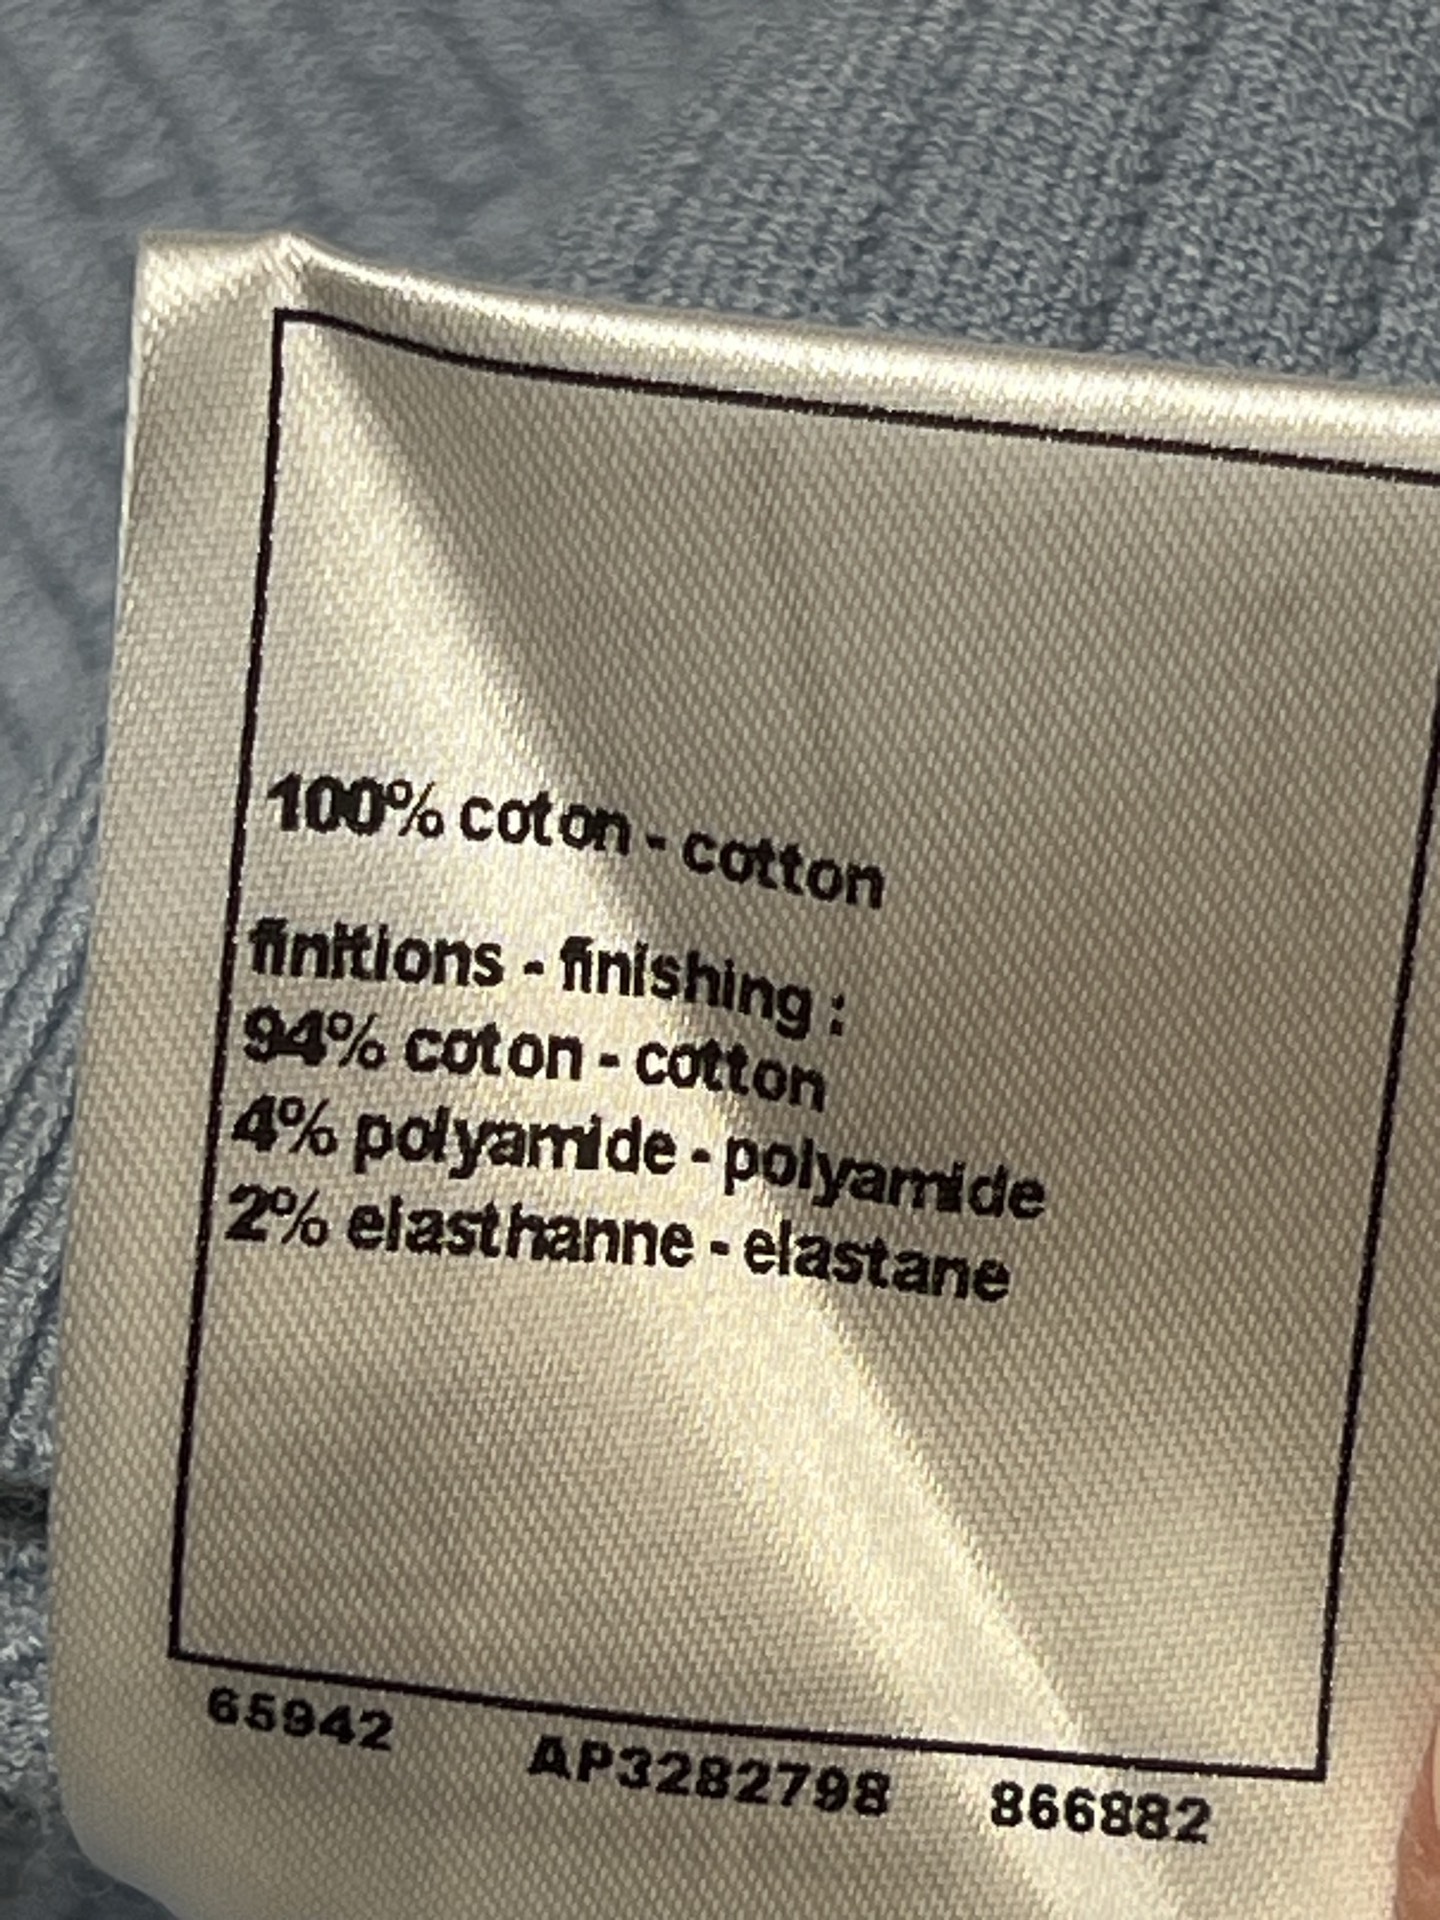 100% coton - cotton
finitions - finishing :
94% coton - cotton
4% polyamide - polyamide
2% elasthanne - elastane
65942 AP3282798 866882